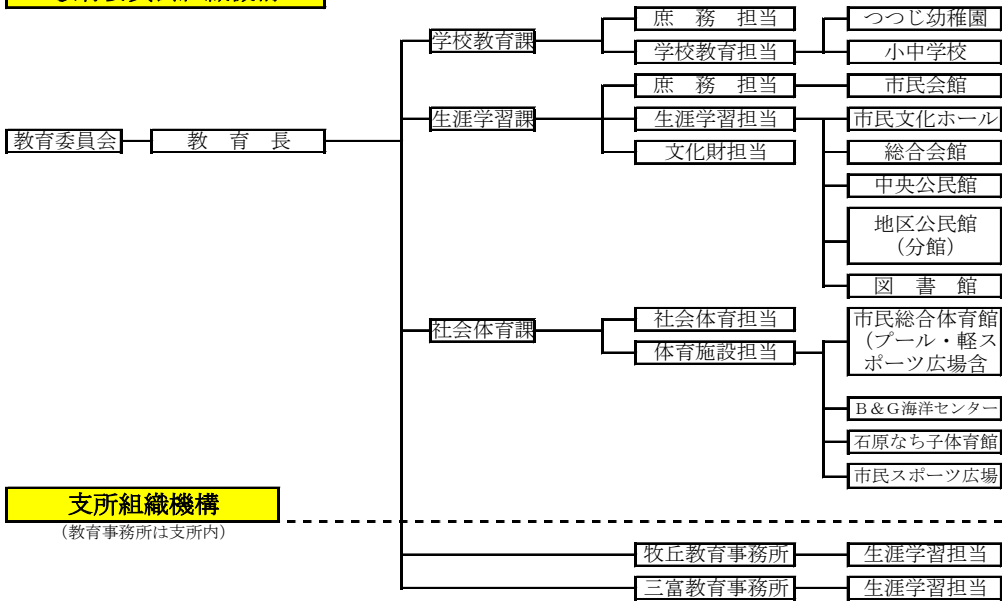 庶　務　担当
つつじ幼稚園
学校教育課
学校教育担当
小中学校
庶　務　担当
市民会館
生涯学習課
生涯学習担当
市民文化ホール
教育委員会
教　育　長
文化財担当
総合会館
中央公民館
地区公民館
(分館)
図　書　館
社会体育課
社会体育担当
市民総合体育館
(プール・軽ス
ポーツ広場含
体育施設担当
B&G海洋センター
石原なち子体育館
市民スポーツ広場
支所組織機構
(教育事務所は支所内)
牧丘教育事務所
生涯学習担当
三富教育事務所
生涯学習担当